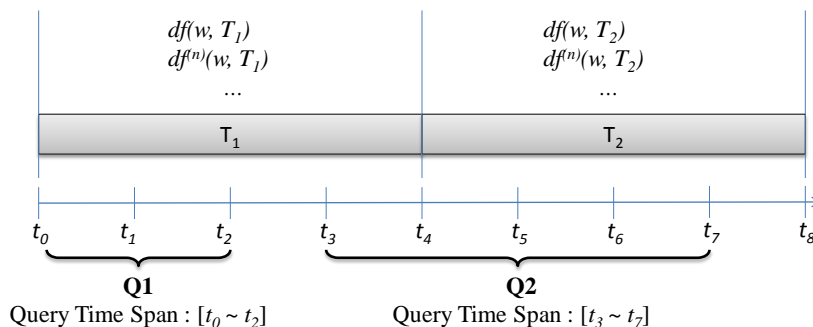 df(w, T₁) df(w, T₂)
df⁽ⁿ⁾(w, T₁) df⁽ⁿ⁾(w, T₂)
... ...
T₁ T₂
t₀ t₁ t₂ t₃ t₄ t₅ t₆ t₇ t₈
Q1 Q2
Query Time Span : [t₀ ~ t₂] Query Time Span : [t₃ ~ t₇]